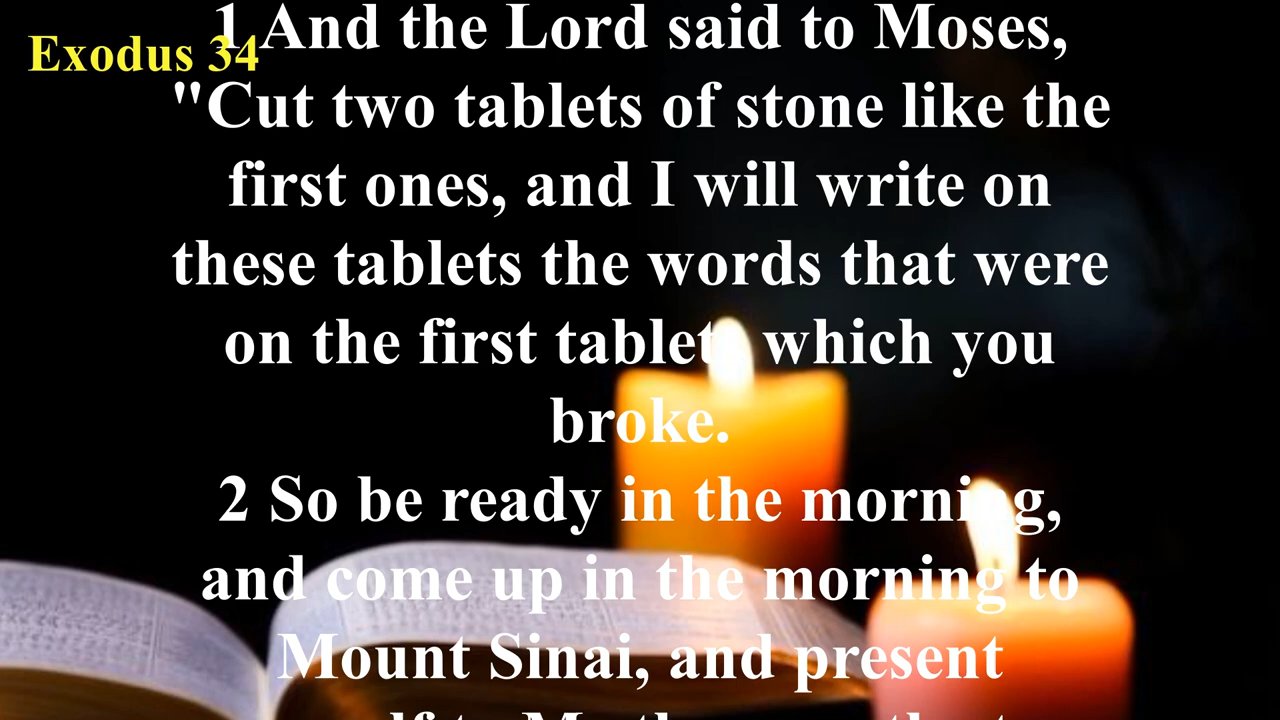 Exodus 34
1 And the Lord said to Moses,
"Cut two tablets of stone like the
first ones, and I will write on
these tablets the words that were
on the first tablets which you
broke.
2 So be ready in the morning,
and come up in the morning to
Mount Sinai, and present